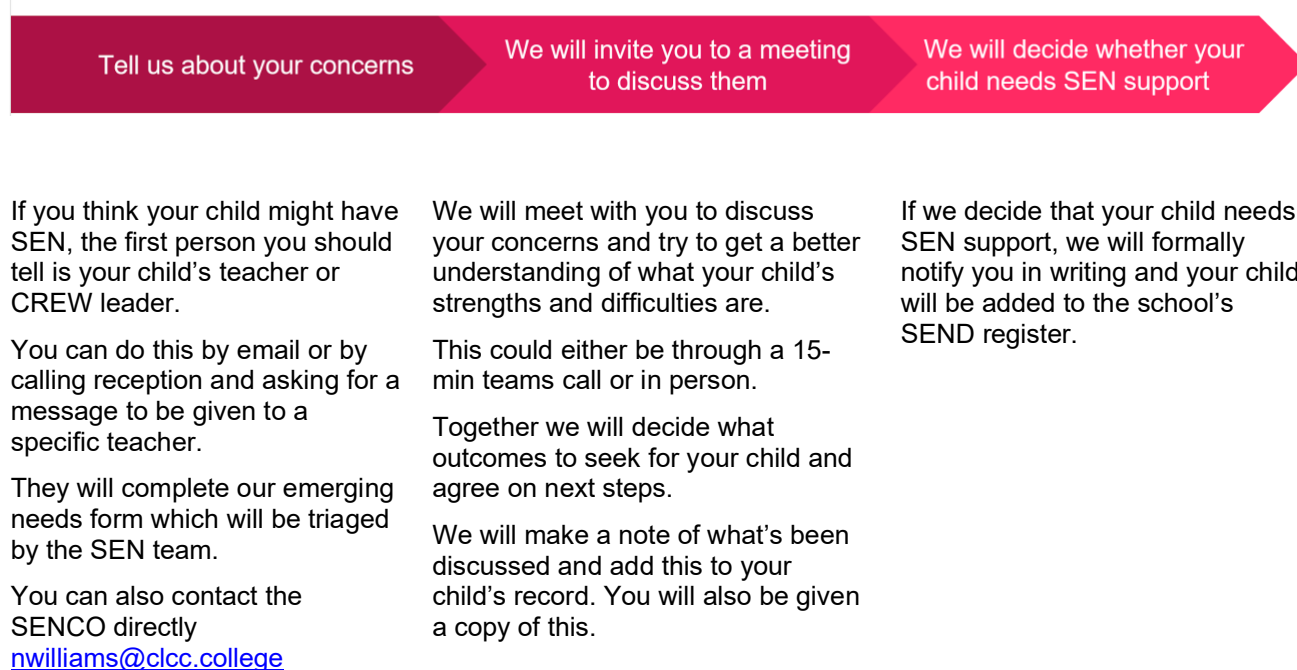 Tell us about your concerns
We will invite you to a meeting
to discuss them
We will decide whether your
child needs SEN support
If you think your child might have
SEN, the first person you should
tell is your child’s teacher or
CREW leader.
You can do this by email or by
calling reception and asking for a
message to be given to a
specific teacher.
They will complete our emerging
needs form which will be triaged
by the SEN team.
You can also contact the
SENCO directly
nwilliams@clcc.college
We will meet with you to discuss
your concerns and try to get a better
understanding of what your child’s
strengths and difficulties are.
This could either be through a 15-
min teams call or in person.
Together we will decide what
outcomes to seek for your child and
agree on next steps.
We will make a note of what’s been
discussed and add this to your
child’s record. You will also be given
a copy of this.
If we decide that your child needs
SEN support, we will formally
notify you in writing and your child
will be added to the school’s
SEND register.